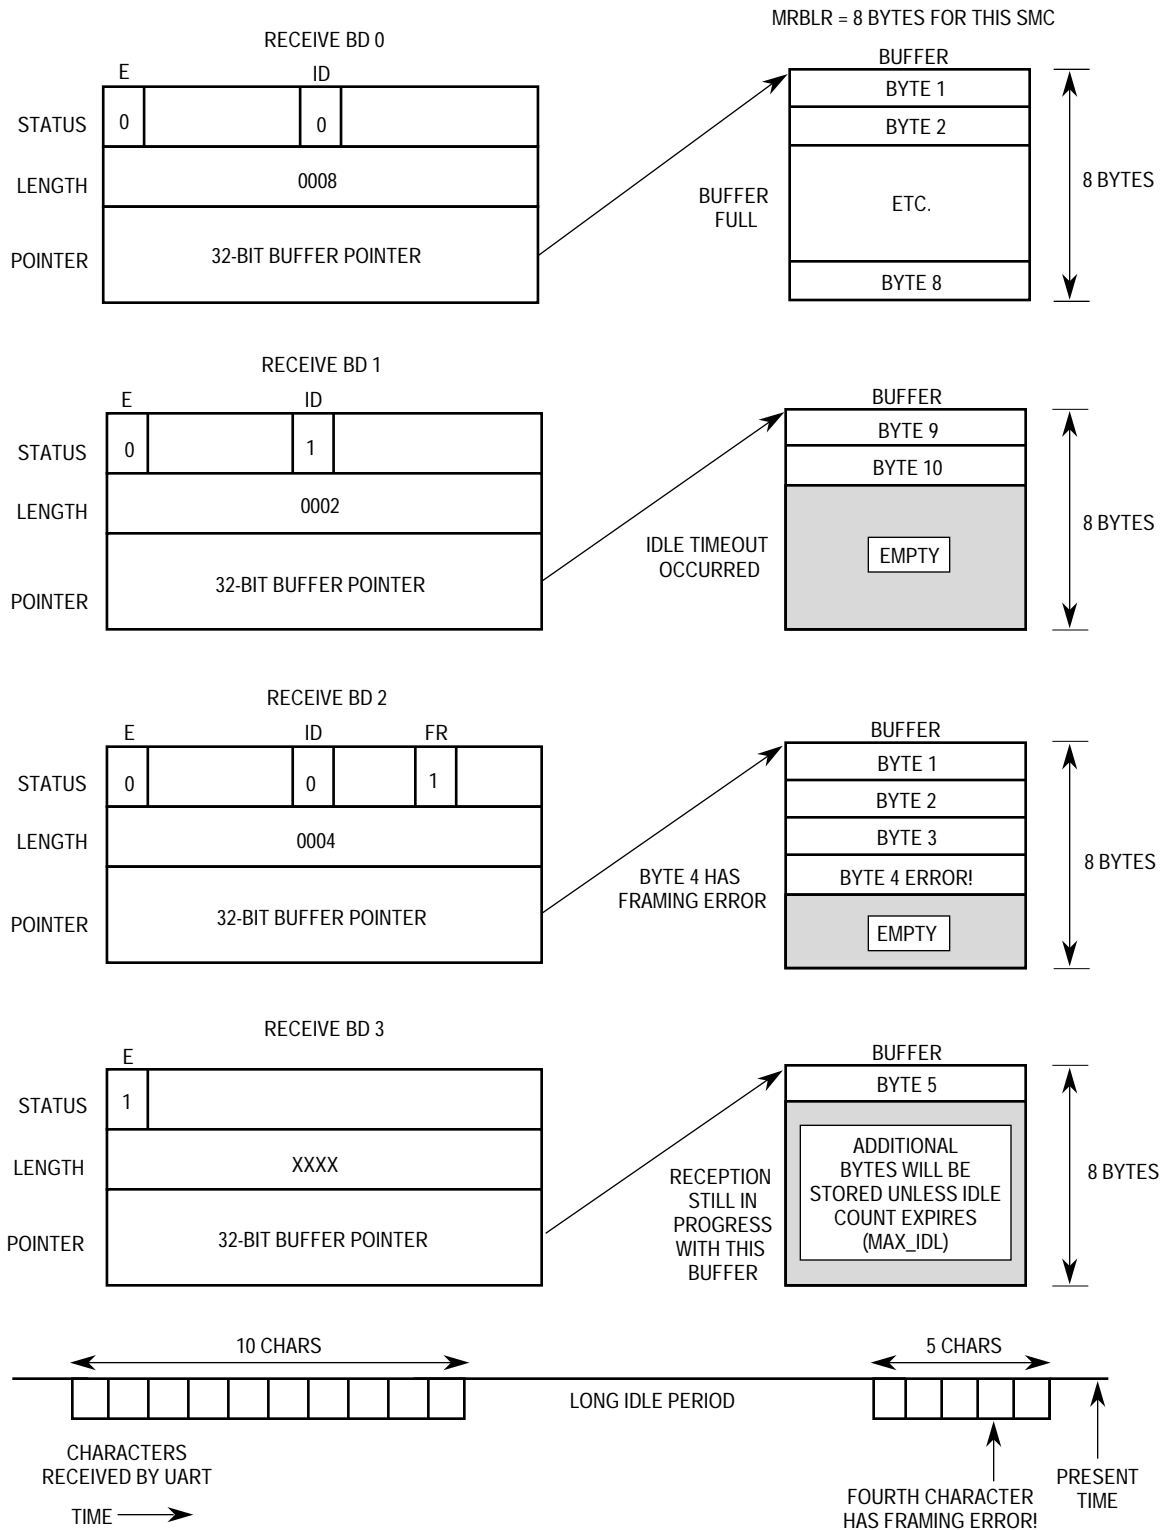 MRBLR = 8 BYTES FOR THIS SMC
RECEIVE BD 0
BUFFER
E
ID
STATUS
0
0
LENGTH
0008
POINTER
32-BIT BUFFER POINTER
BUFFER
FULL
BYTE 1
BYTE 2
ETC.
BYTE 8
8 BYTES
RECEIVE BD 1
BUFFER
E
ID
STATUS
0
1
LENGTH
0002
POINTER
32-BIT BUFFER POINTER
IDLE TIMEOUT
OCCURRED
BYTE 9
BYTE 10
EMPTY
8 BYTES
RECEIVE BD 2
BUFFER
E
ID
FR
STATUS
0
0
1
LENGTH
0004
POINTER
32-BIT BUFFER POINTER
BYTE 4 HAS
FRAMING ERROR
BYTE 1
BYTE 2
BYTE 3
BYTE 4 ERROR!
EMPTY
8 BYTES
RECEIVE BD 3
BUFFER
E
STATUS
1
LENGTH
XXXX
POINTER
32-BIT BUFFER POINTER
RECEPTION
STILL IN
PROGRESS
WITH THIS
BUFFER
BYTE 5
ADDITIONAL
BYTES WILL BE
STORED UNLESS IDLE
COUNT EXPIRES
(MAX_IDL)
8 BYTES
10 CHARS
5 CHARS
LONG IDLE PERIOD
CHARACTERS
RECEIVED BY UART
TIME
FOURTH CHARACTER
HAS FRAMING ERROR!
PRESENT
TIME